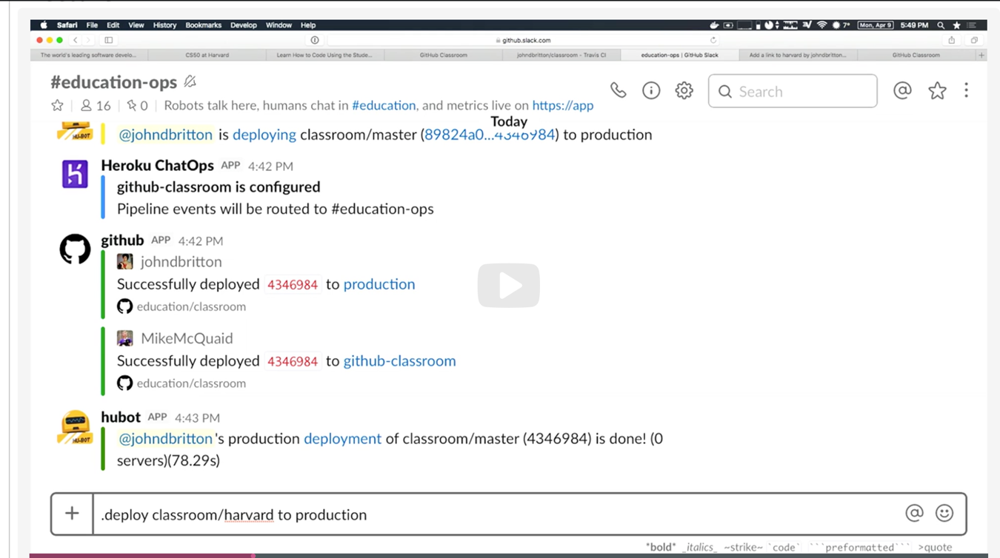 Safari File Edit View History Bookmarks Develop Window Help 7° Mon, Apr 9 5:49 PM
github.slack.com
The world's leading software develo... CS50 at Harvard Learn How to Code Using the Stude... GitHub Classroom johndbritton/classroom - Travis CI education-ops | GitHub Slack Add a link to harvard by johndbritton... GitHub Classroom +
#education-ops
Search
16 0 Robots talk here, humans chat in #education, and metrics live on https://app
Today
@johndbritton is deploying classroom/master (89824a0...4346984) to production
Heroku ChatOps APP 4:42 PM
github-classroom is configured
Pipeline events will be routed to #education-ops
github APP 4:42 PM
johndbritton
Successfully deployed 4346984 to production
education/classroom
MikeMcQuaid
Successfully deployed 4346984 to github-classroom
education/classroom
hubot APP 4:43 PM
@johndbritton's production deployment of classroom/master (4346984) is done! (0
servers)(78.29s)
+ .deploy classroom/harvard to production @
*bold* _italics_ ~strike~ `code` ```preformatted``` >quote